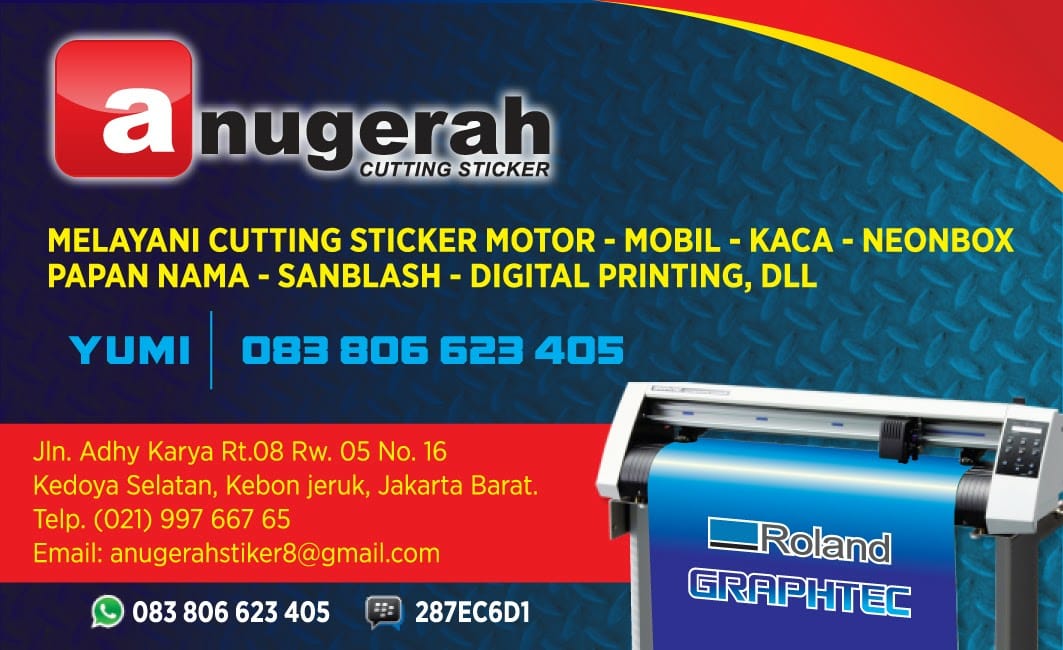 anugerah
CUTTING STICKER
MELAYANI CUTTING STICKER MOTOR - MOBIL - KACA - NEONBOX
PAPAN NAMA - SANBLASH - DIGITAL PRINTING, DLL
YUMI 083 806 623 405
Jln. Adhy Karya Rt.08 Rw. 05 No. 16
Kedoya Selatan, Kebon jeruk, Jakarta Barat.
Telp. (021) 997 667 65
Email: anugerahstiker8@gmail.com
083 806 623 405 287EC6D1
Roland
GRAPHTEC